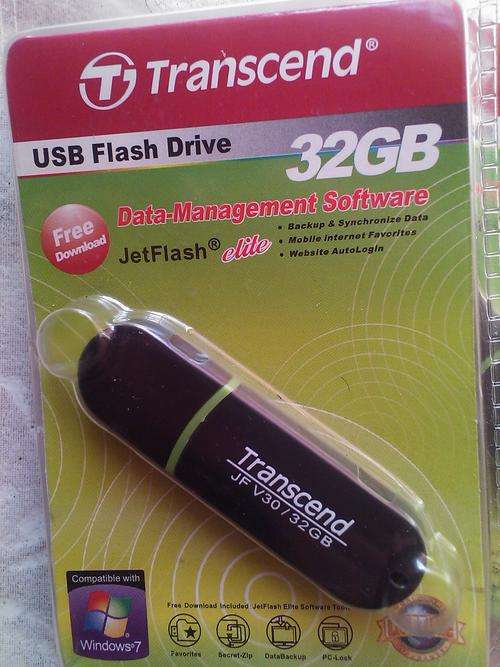 Transcend®
USB Flash Drive
32GB
Free
Download
Data-Management Software
JetFlash® elite
• Backup & Synchronize Data
• Mobile Internet Favorites
• Website AutoLogin
Transcend
JF V30 / 32GB
Compatible with
Windows®7
Free Download Included JetFlash Elite Software Tools
Favorites
Secret-Zip
DataBackup
PC-Lock